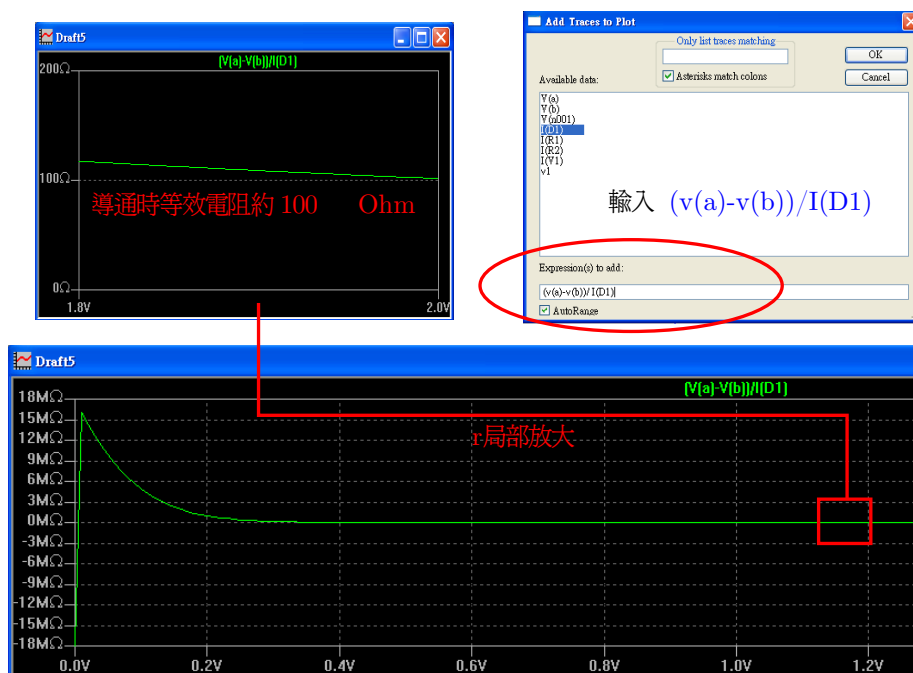 Draft5
(V(a)-V(b))/I(D1)
200Ω
100Ω
0Ω
1.8V 2.0V
導通時等效電阻約 100 Ohm
Add Traces to Plot
Only list traces matching
Asterisks match colons
OK
Cancel
Available data:
V(a)
V(b)
V(n001)
I(D1)
I(R1)
I(R2)
I(V1)
v1
輸入 (v(a)-v(b))/I(D1)
Expression(s) to add:
(v(a)-v(b))/I(D1)
AutoRange
Draft5
(V(a)-V(b))/I(D1)
18MΩ
15MΩ
12MΩ
9MΩ
6MΩ
3MΩ
0MΩ
-3MΩ
-6MΩ
-9MΩ
-12MΩ
-15MΩ
-18MΩ
r局部放大
0.0V 0.2V 0.4V 0.6V 0.8V 1.0V 1.2V